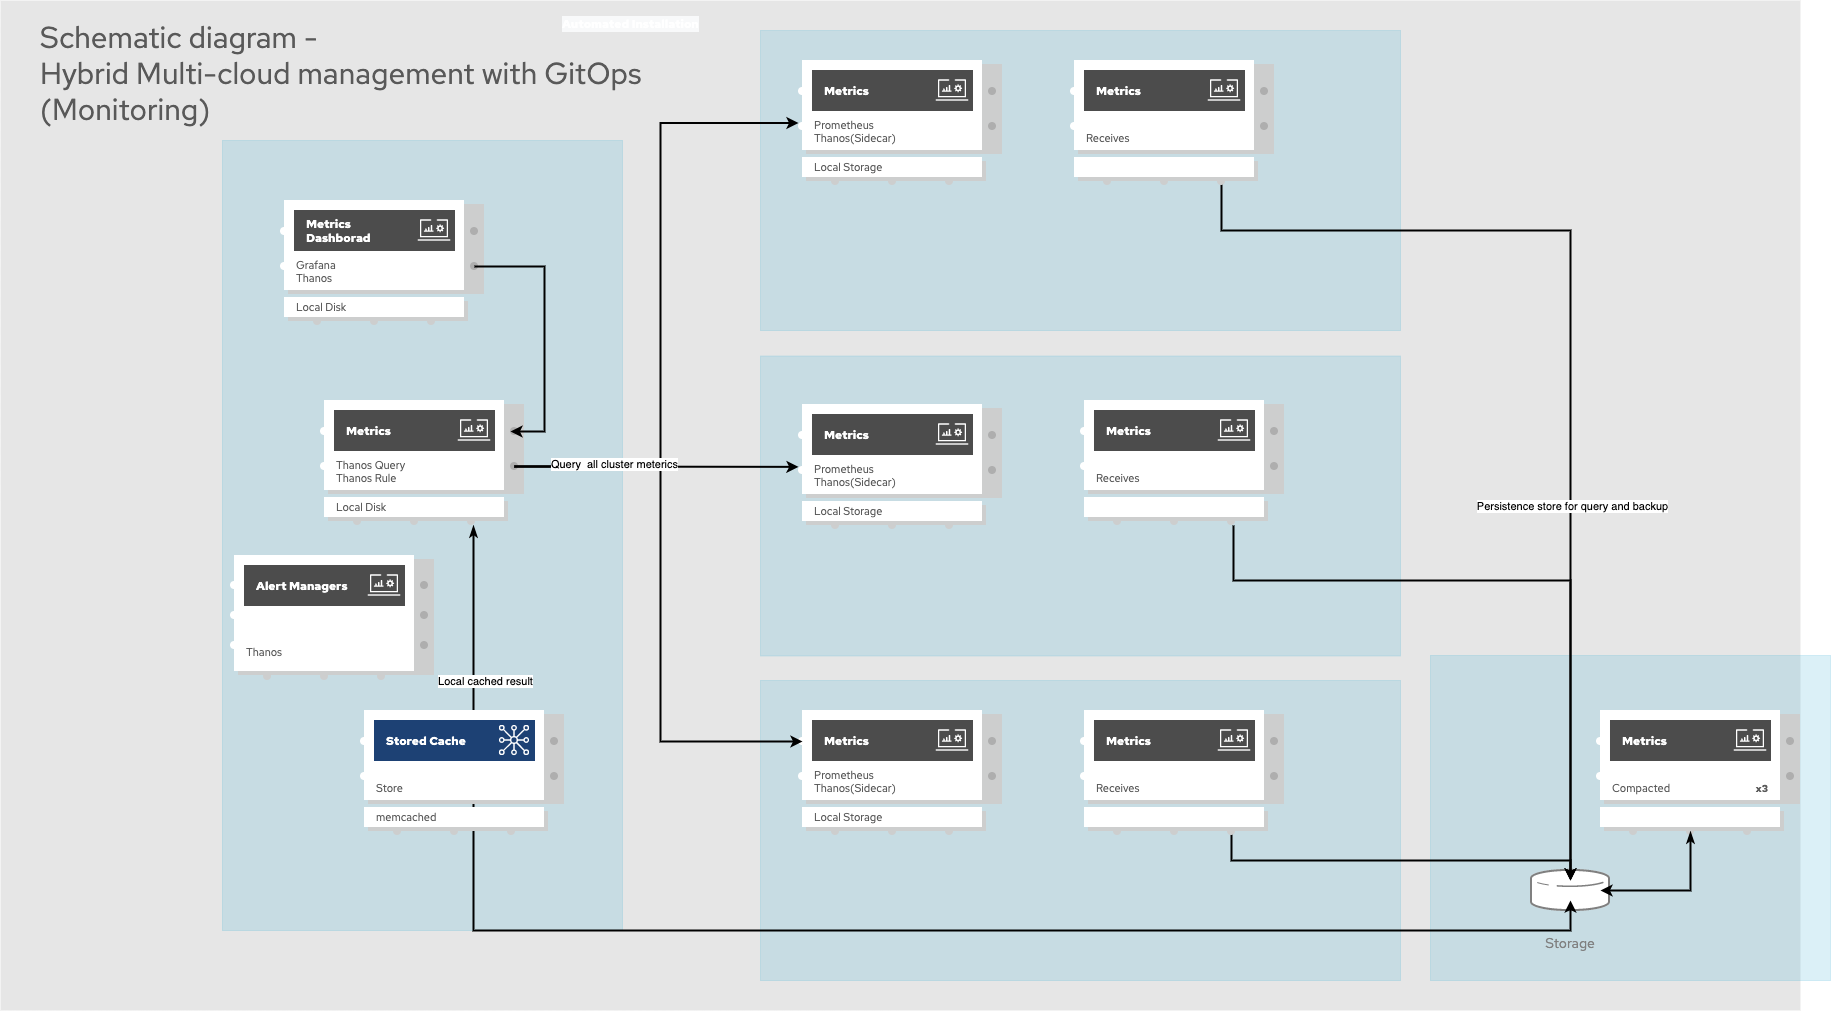 Schematic diagram -
Hybrid Multi-cloud management with GitOps
(Monitoring)
Metrics
Dashborad
Grafana
Thanos
Local Disk
Metrics
Thanos Query
Thanos Rule
Local Disk
Alert Managers
Thanos
Local cached result
Stored Cache
Store
memcached
Query  all cluster meterics
Metrics
Prometheus
Thanos(Sidecar)
Local Storage
Metrics
Receives
Metrics
Prometheus
Thanos(Sidecar)
Local Storage
Metrics
Receives
Metrics
Prometheus
Thanos(Sidecar)
Local Storage
Metrics
Receives
Persistence store for query and backup
Metrics
Compacted
x3
Storage